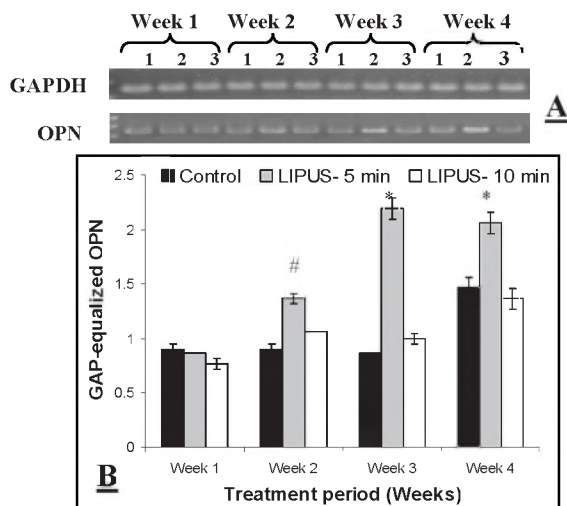 Week 1 Week 2 Week 3 Week 4
1 2 3 1 2 3 1 2 3 1 2 3
GAPDH
A
OPN
Control LIPUS- 5 min LIPUS- 10 min
2.5
2
1.5
1
0.5
0
GAP-equalized OPN
#
*
*
Week 1 Week 2 Week 3 Week 4
B
Treatment period (Weeks)